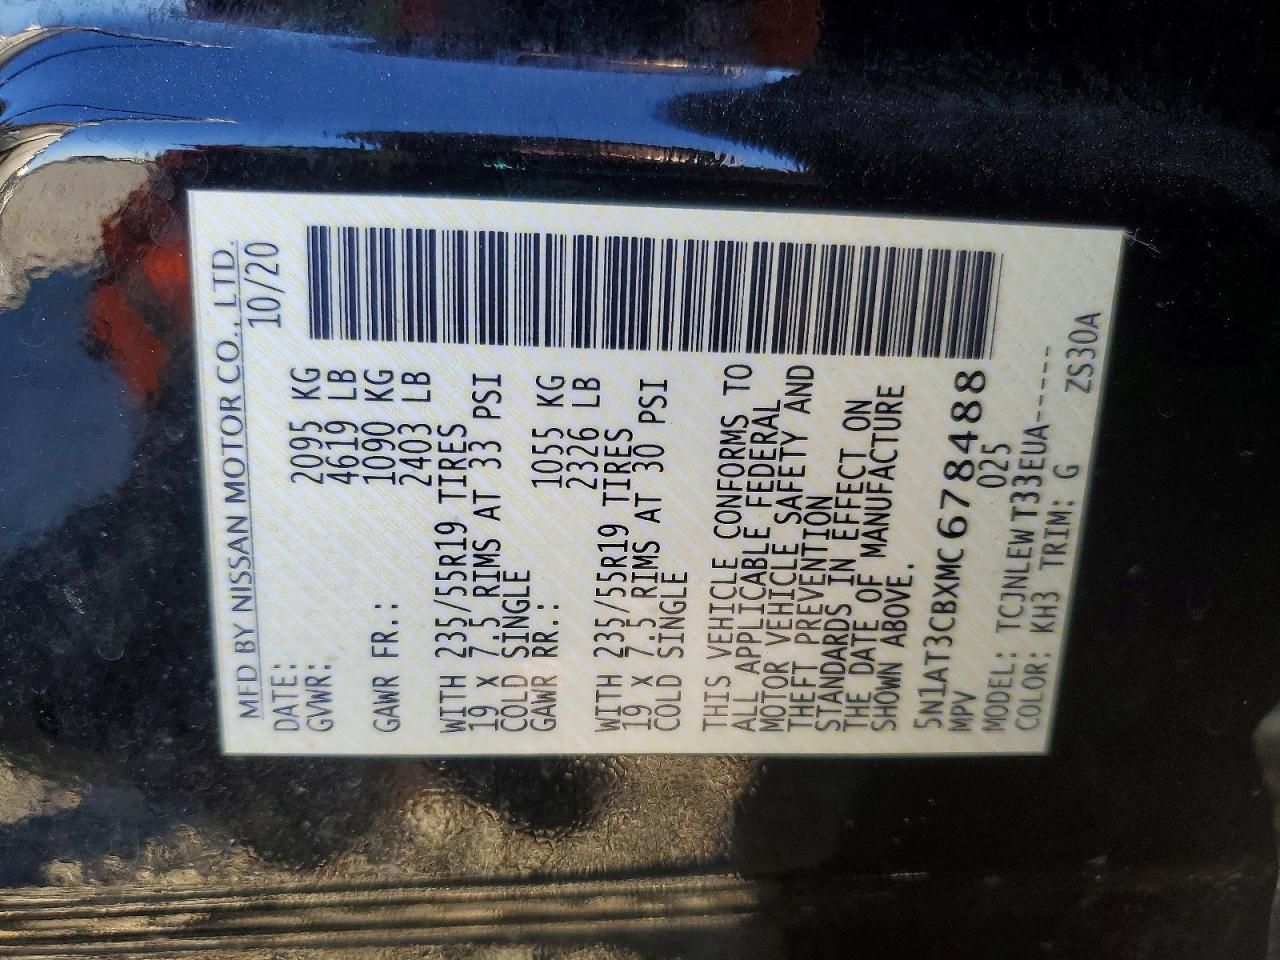 MFD BY NISSAN MOTOR CO., LTD.
DATE: 10/20
GVWR: 2095 KG
4619 LB
GAWR FR.: 1090 KG
2403 LB
WITH 235/55R19 TIRES
19 x 7.5 RIMS AT 33 PSI
COLD SINGLE
GAWR RR.: 1055 KG
2326 LB
WITH 235/55R19 TIRES
19 x 7.5 RIMS AT 30 PSI
COLD SINGLE
THIS VEHICLE CONFORMS TO
ALL APPLICABLE FEDERAL
MOTOR VEHICLE SAFETY AND
THEFT PREVENTION
STANDARDS IN EFFECT ON
THE DATE OF MANUFACTURE
SHOWN ABOVE.
5N1AT3CBXMC678488
MPV 025
MODEL: TCJNLEWT33EUA-----
COLOR: KH3 TRIM: G ZS30A